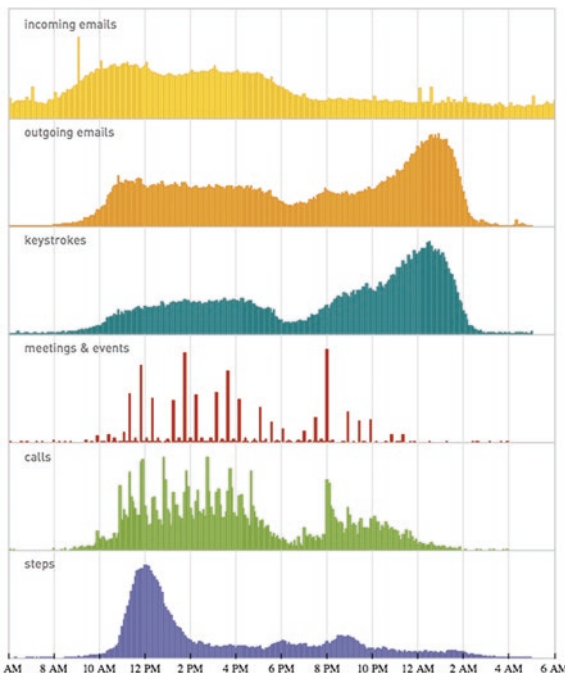 incoming emails
outgoing emails
keystrokes
meetings & events
calls
steps
AM 8 AM 10 AM 12 PM 2 PM 4 PM 6 PM 8 PM 10 PM 12 AM 2 AM 4 AM 6 A